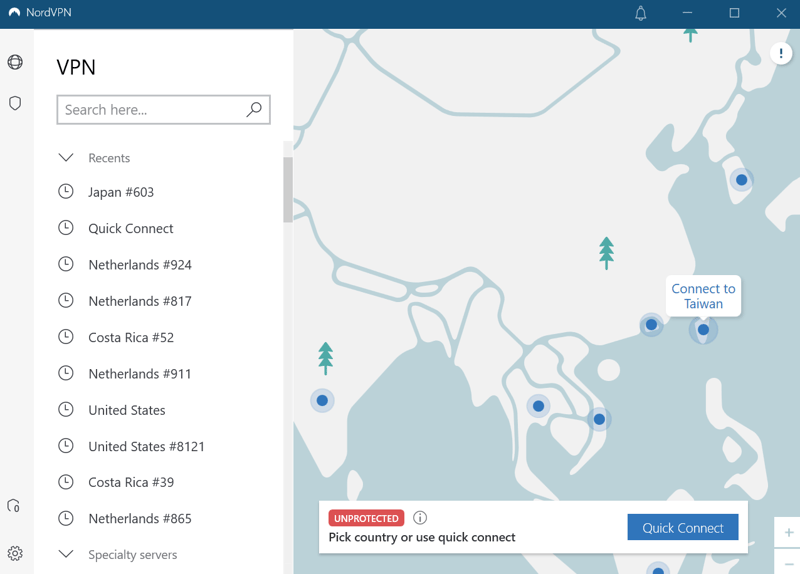 NordVPN
VPN
Search here...
Recents
Japan #603
Quick Connect
Netherlands #924
Netherlands #817
Costa Rica #52
Netherlands #911
United States
United States #8121
Costa Rica #39
Netherlands #865
Specialty servers
Connect to
Taiwan
UNPROTECTED
Pick country or use quick connect
Quick Connect